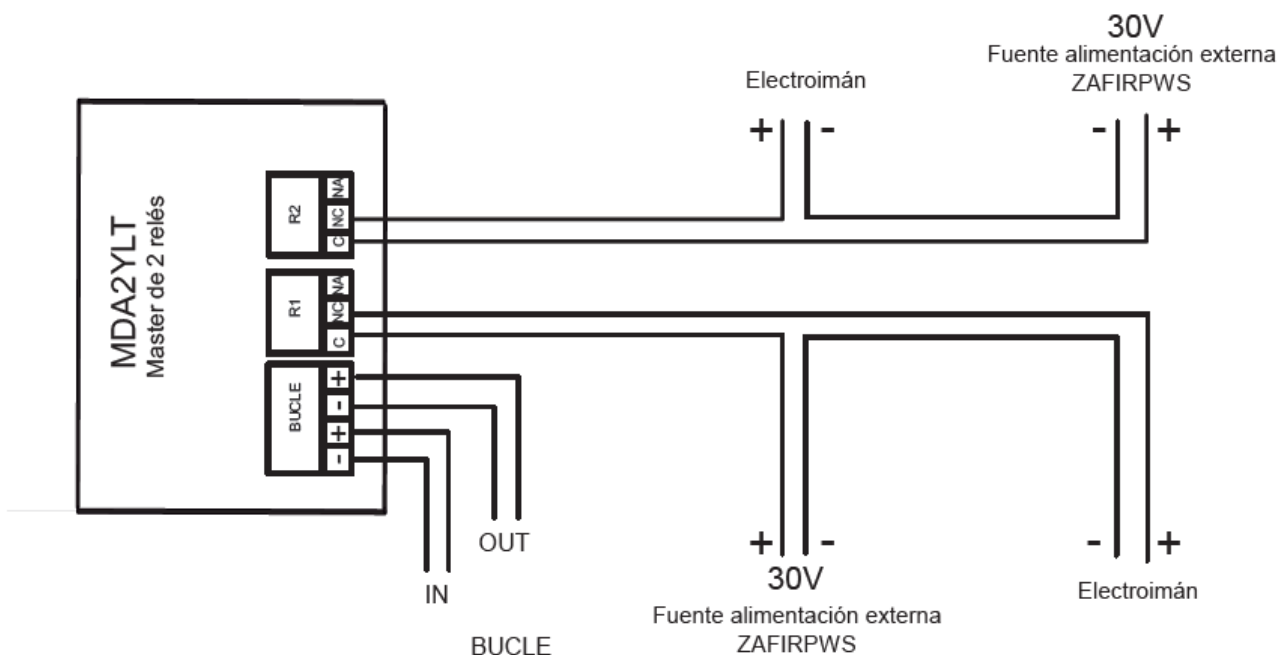 30V
Fuente alimentación externa
ZAFIRPWS
Electroimán
+ -
- +
MDA2YLT
Master de 2 relés
R2
NA
NC
C
R1
NA
NC
C
BUCLE
+
-
+
-
OUT
IN
BUCLE
+ -
30V
Fuente alimentación externa
ZAFIRPWS
- +
Electroimán